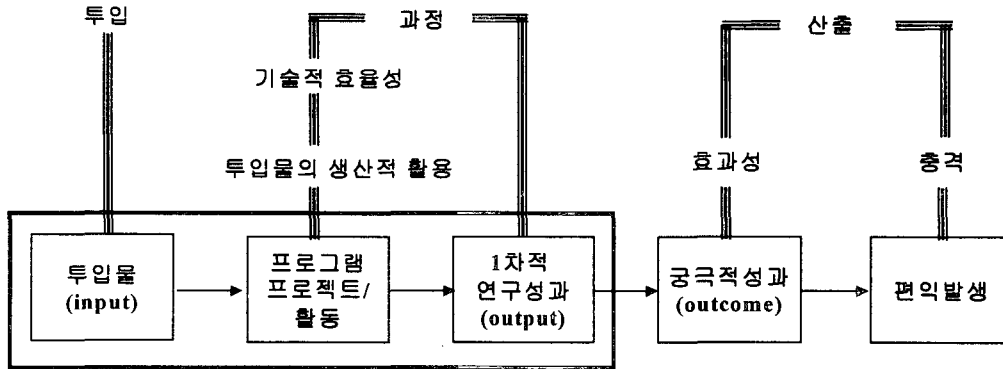 투입
과정
산출
기술적 효율성
투입물의 생산적 활용
효과성
충격
투입물
(input)
프로그램
프로젝트/
활동
1차적
연구성과
(output)
궁극적성과
(outcome)
편익발생